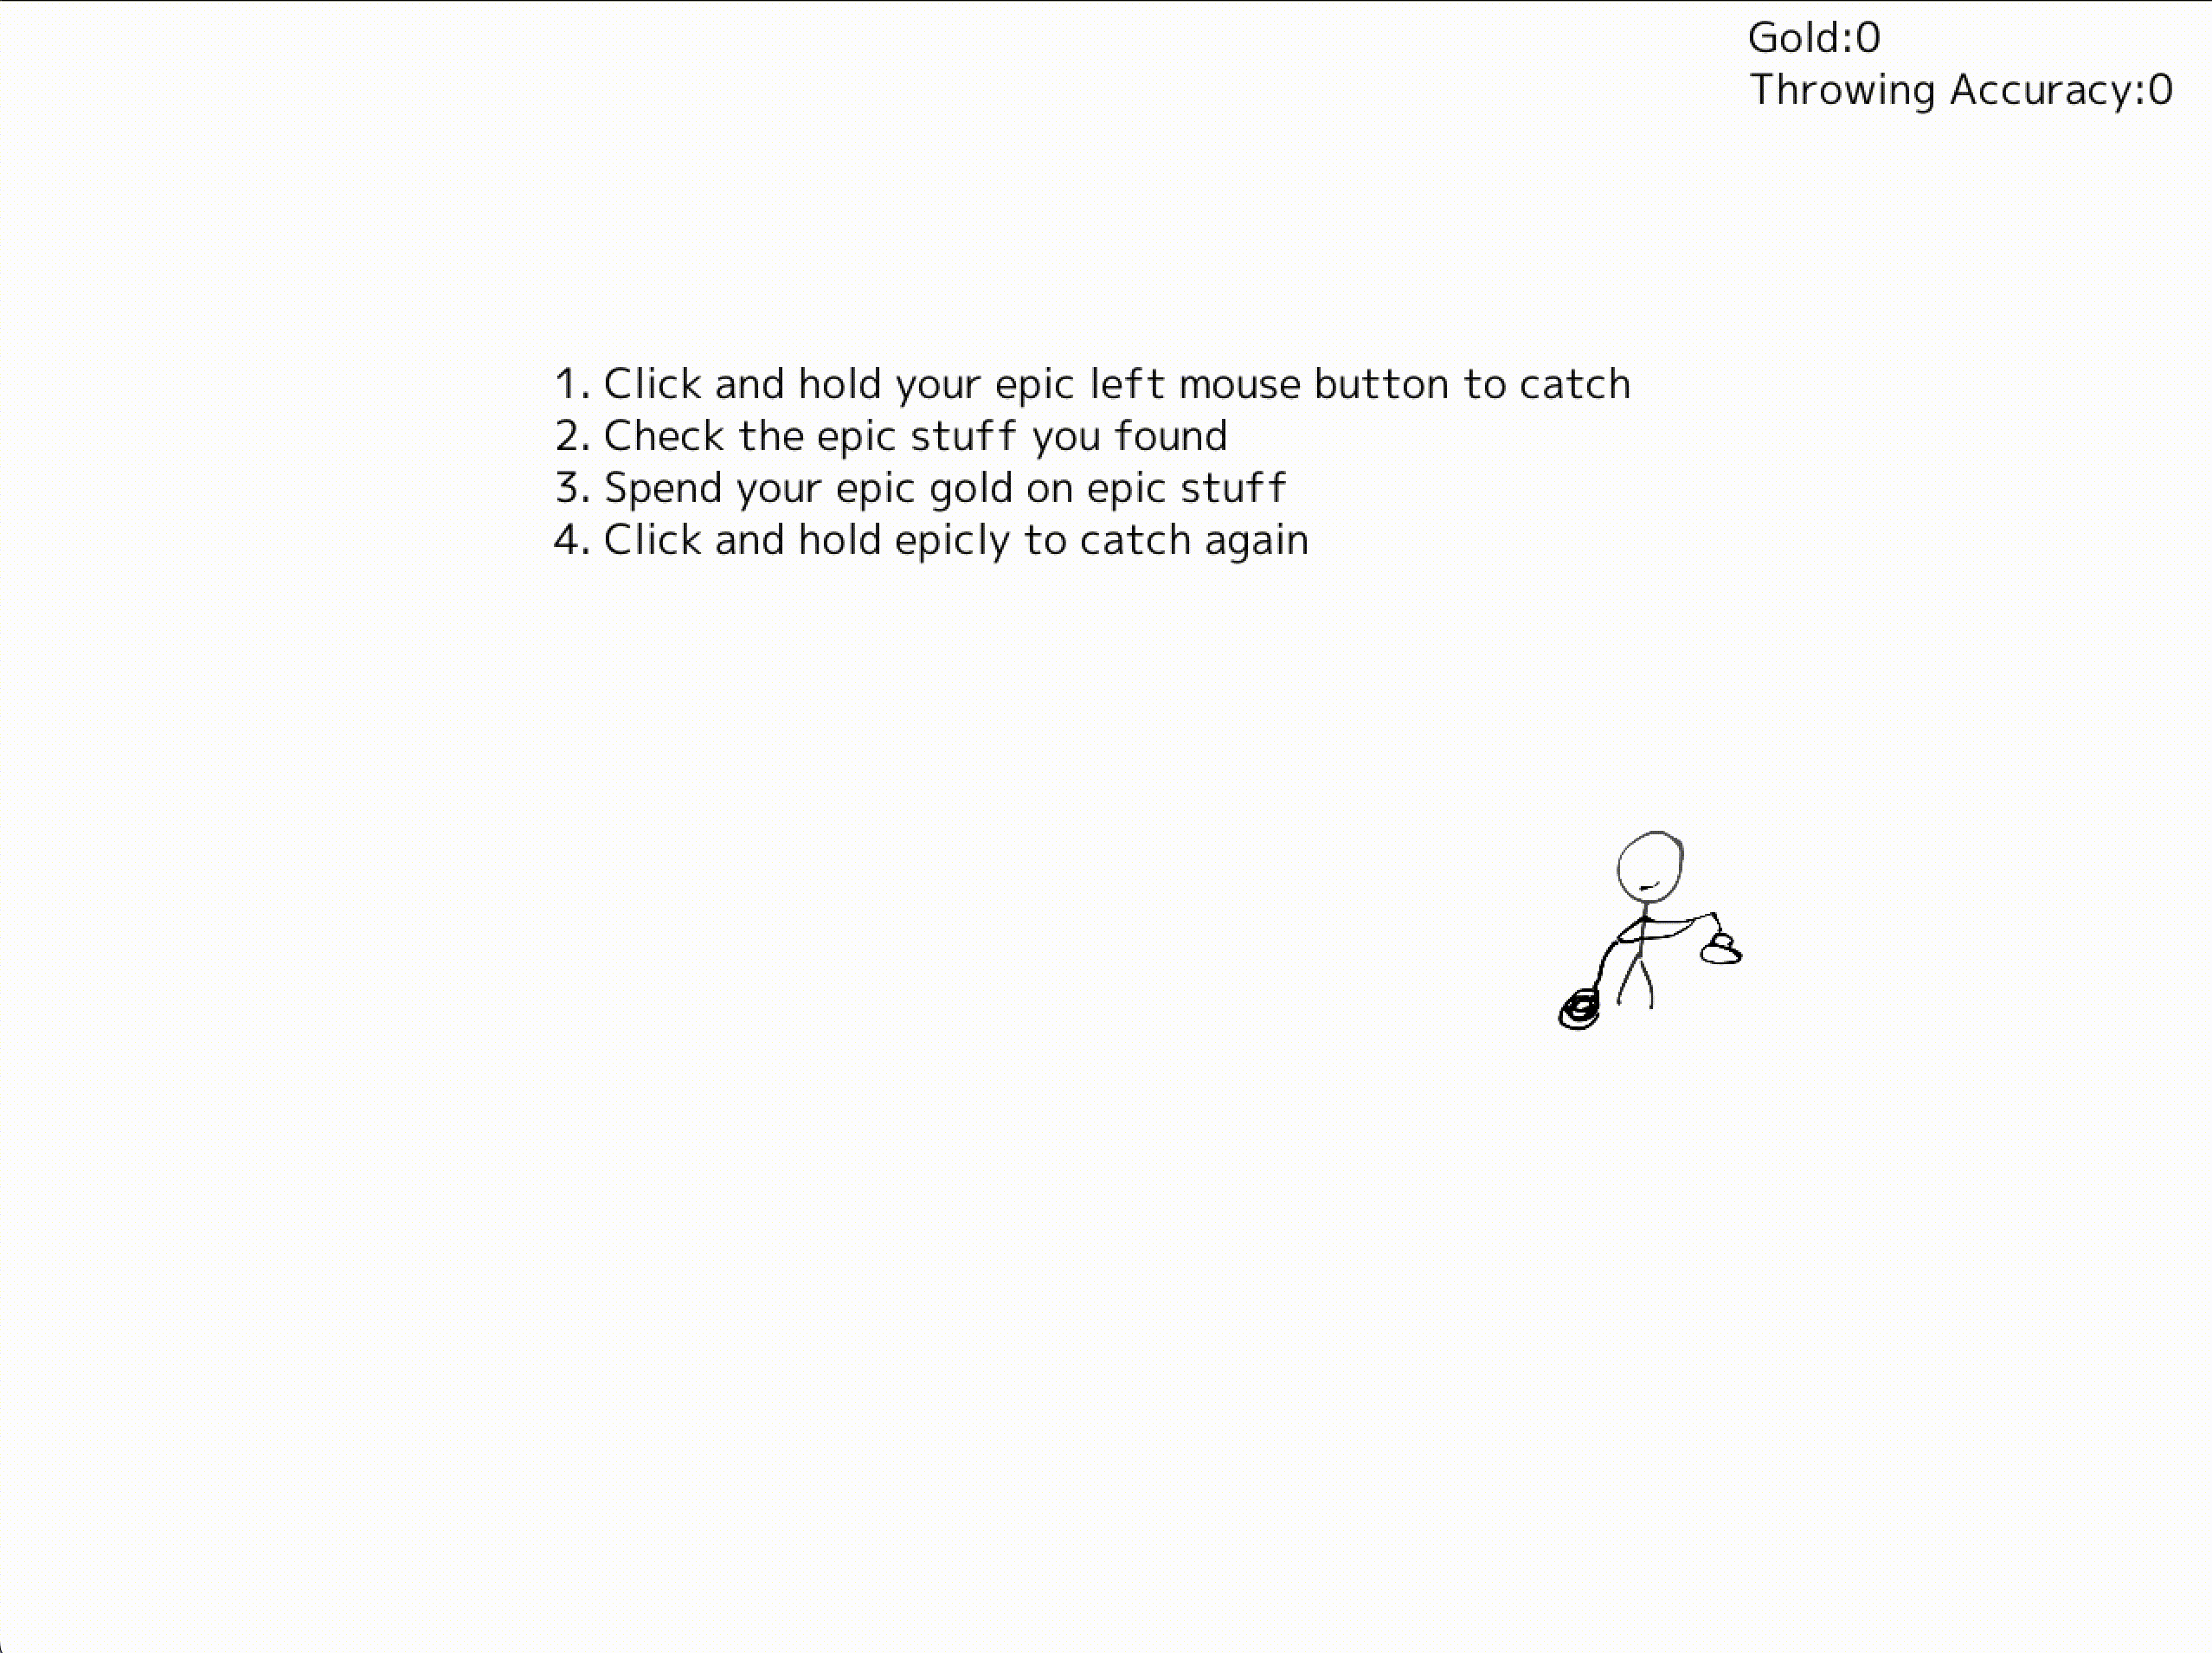 Gold:0
Throwing Accuracy:0
1. Click and hold your epic left mouse button to catch
2. Check the epic stuff you found
3. Spend your epic gold on epic stuff
4. Click and hold epicly to catch again